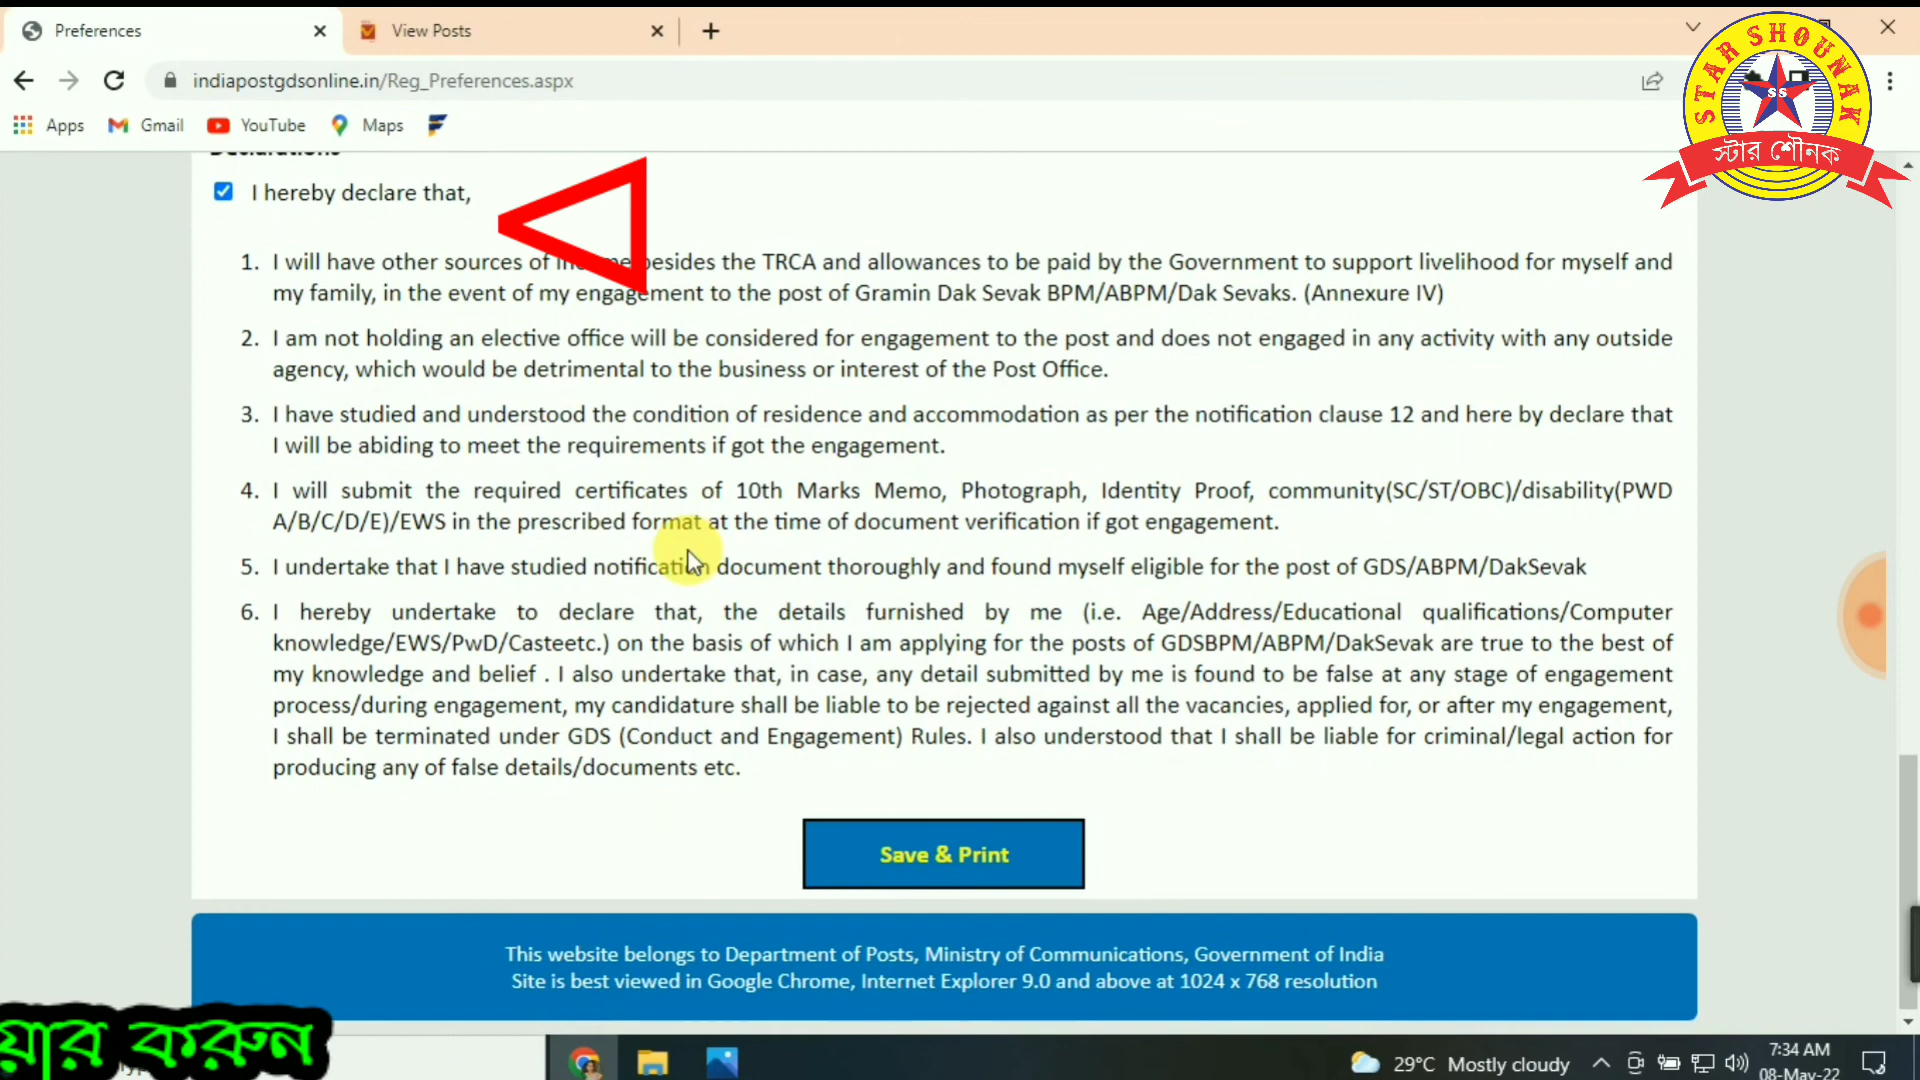 Preferences
View Posts
indiapostgdsonline.in/Reg_Preferences.aspx
Apps
Gmail
YouTube
Maps
STAR SHOUNAK
SS
স্টার শৌনক
Declarations
I hereby declare that,
1. I will have other sources of income besides the TRCA and allowances to be paid by the Government to support livelihood for myself and
my family, in the event of my engagement to the post of Gramin Dak Sevak BPM/ABPM/Dak Sevaks. (Annexure IV)
2. I am not holding an elective office will be considered for engagement to the post and does not engaged in any activity with any outside
agency, which would be detrimental to the business or interest of the Post Office.
3. I have studied and understood the condition of residence and accommodation as per the notification clause 12 and here by declare that
I will be abiding to meet the requirements if got the engagement.
4. I will submit the required certificates of 10th Marks Memo, Photograph, Identity Proof, community(SC/ST/OBC)/disability(PWD
A/B/C/D/E)/EWS in the prescribed format at the time of document verification if got engagement.
5. I undertake that I have studied notification document thoroughly and found myself eligible for the post of GDS/ABPM/DakSevak
6. I hereby undertake to declare that, the details furnished by me (i.e. Age/Address/Educational qualifications/Computer
knowledge/EWS/PwD/Casteetc.) on the basis of which I am applying for the posts of GDSBPM/ABPM/DakSevak are true to the best of
my knowledge and belief . I also undertake that, in case, any detail submitted by me is found to be false at any stage of engagement
process/during engagement, my candidature shall be liable to be rejected against all the vacancies, applied for, or after my engagement,
I shall be terminated under GDS (Conduct and Engagement) Rules. I also understood that I shall be liable for criminal/legal action for
producing any of false details/documents etc.
Save & Print
This website belongs to Department of Posts, Ministry of Communications, Government of India
Site is best viewed in Google Chrome, Internet Explorer 9.0 and above at 1024 x 768 resolution
য়ার করুন
29°C Mostly cloudy
7:34 AM
08-May-22